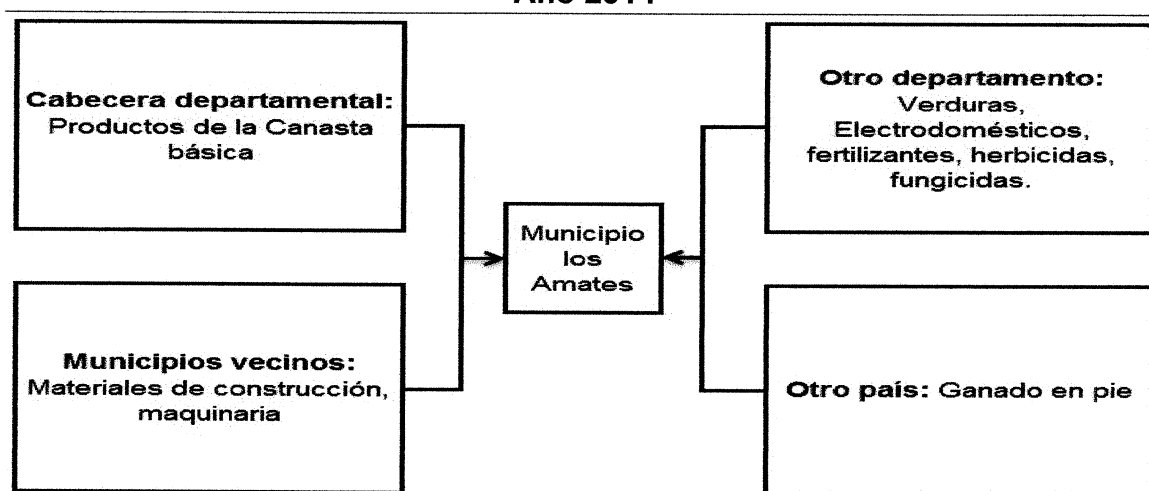 Cabecera departamental:
Productos de la Canasta
básica
Otro departamento:
Verduras,
Electrodomésticos,
fertilizantes, herbicidas,
fungicidas.
Municipio
los
Amates
Municipios vecinos:
Materiales de construcción,
maquinaria
Otro país: Ganado en pie